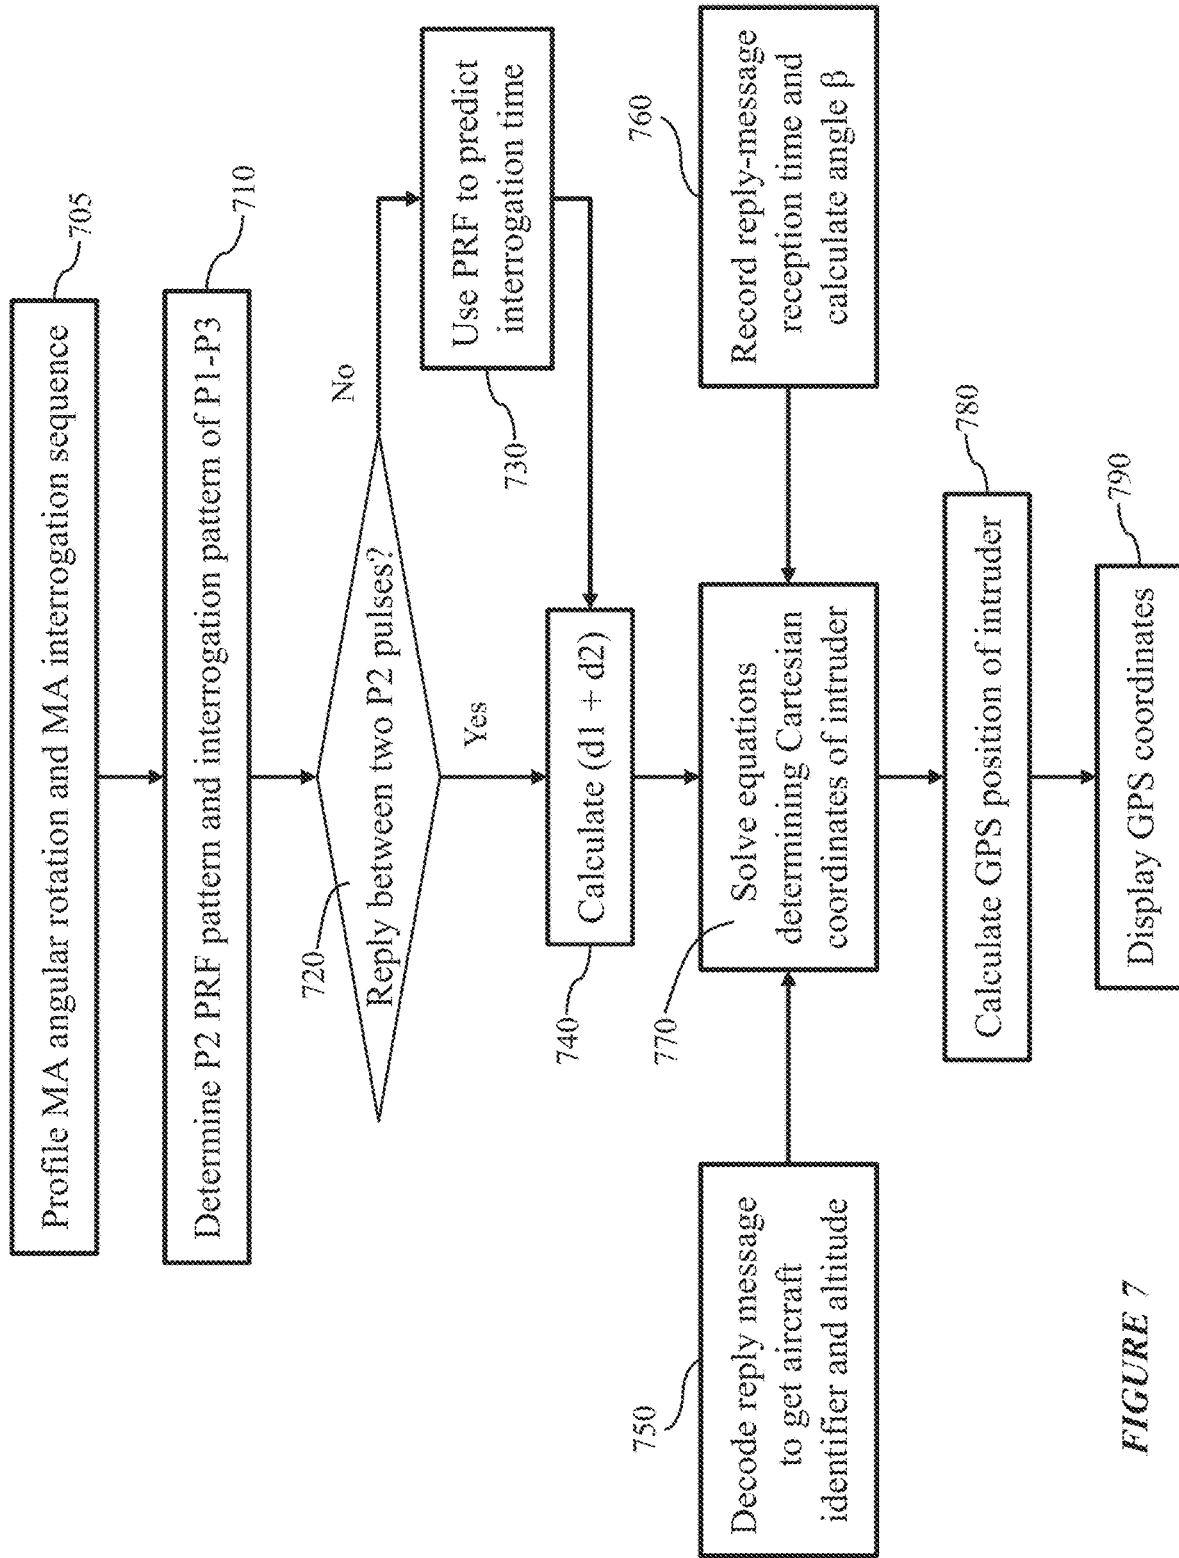 Profile MA angular rotation and MA interrogation sequence
705
Determine P2 PRF pattern and interrogation pattern of P1-P3
710
720
Reply between two P2 pulses?
No
Yes
Use PRF to predict
interrogation time
730
Calculate (d1 + d2)
740
750
Decode reply message
to get aircraft
identifier and altitude
770
Solve equations
determining Cartesian
coordinates of intruder
760
Record reply-message
reception time and
calculate angle β
780
Calculate GPS position of intruder
790
Display GPS coordinates
FIGURE 7